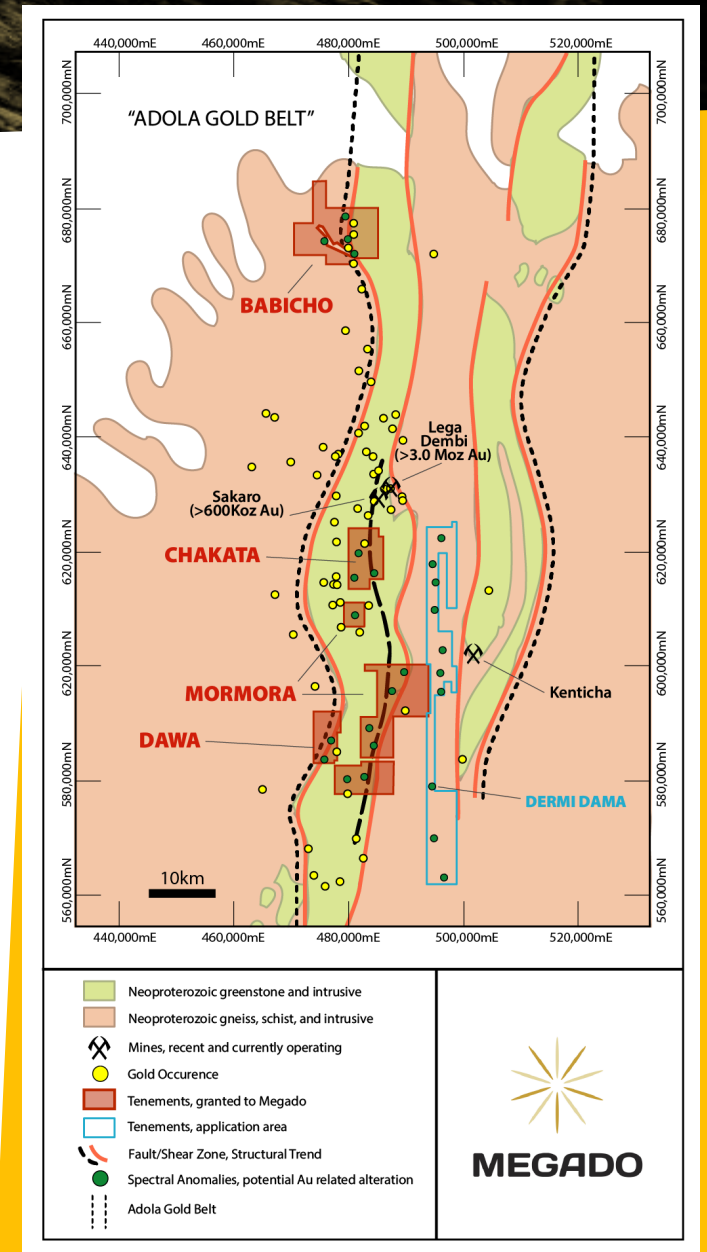 440,000mE 460,000mE 480,000mE 500,000mE 520,000mE
700,000mN
700,000mN
"ADOLA GOLD BELT"
680,000mN
680,000mN
BABICHO
660,000mN
660,000mN
640,000mN
640,000mN
Lega
Dembi
(>3.0 Moz Au)
Sakaro
(>600Koz Au)
CHAKATA
620,000mN
620,000mN
MORMORA
620,000mN
600,000mN
Kenticha
DAWA
580,000mN
580,000mN
DERMI DAMA
10km
560,000mN
560,000mN
440,000mE 460,000mE 480,000mE 500,000mE 520,000mE
Neoproterozoic greenstone and intrusive
Neoproterozoic gneiss, schist, and intrusive
Mines, recent and currently operating
Gold Occurence
Tenements, granted to Megado
Tenements, application area
Fault/Shear Zone, Structural Trend
Spectral Anomalies, potential Au related alteration
Adola Gold Belt
MEGADO